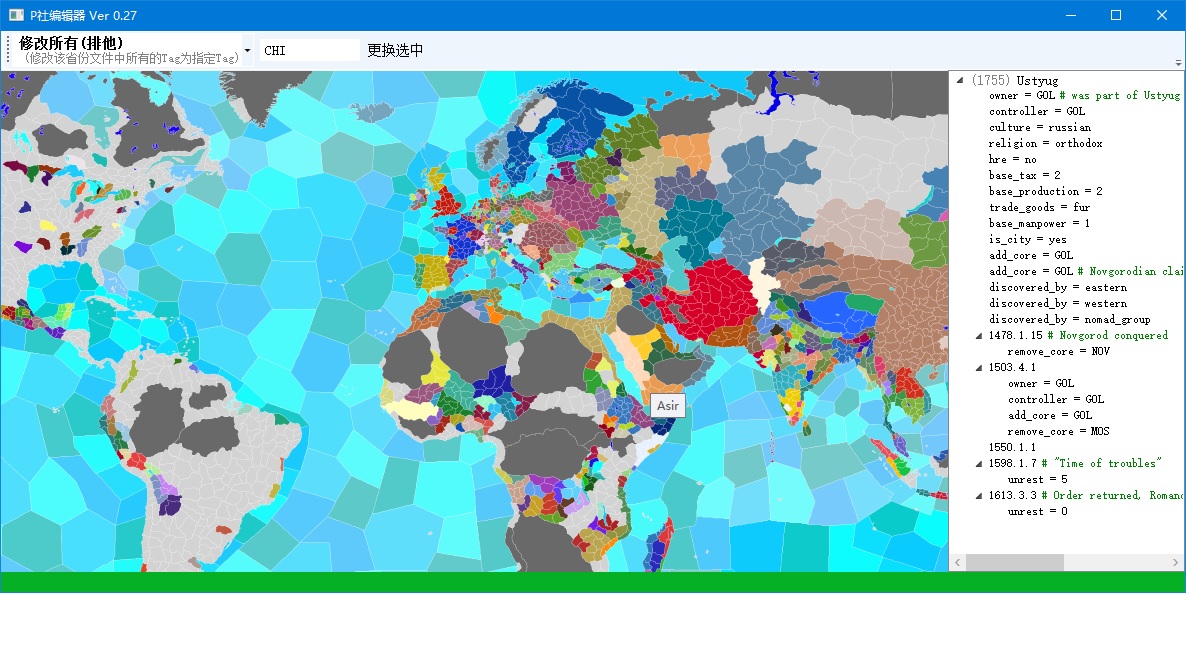 P社编辑器 Ver 0.27
修改所有(排他)
(修改该省份文件中所有的Tag为指定Tag)
CHI
更换选中
(1755) Ustyug
owner = GOL # was part of Ustyug
controller = GOL
culture = russian
religion = orthodox
hre = no
base_tax = 2
base_production = 2
trade_goods = fur
base_manpower = 1
is_city = yes
add_core = GOL
add_core = GOL # Novgorodian clai
discovered_by = eastern
discovered_by = western
discovered_by = nomad_group
1478.1.15 # Novgorod conquered
remove_core = NOV
1503.4.1
owner = GOL
controller = GOL
add_core = GOL
remove_core = MOS
1550.1.1
1598.1.7 # "Time of troubles"
unrest = 5
1613.3.3 # Order returned, Romano
unrest = 0
Asir